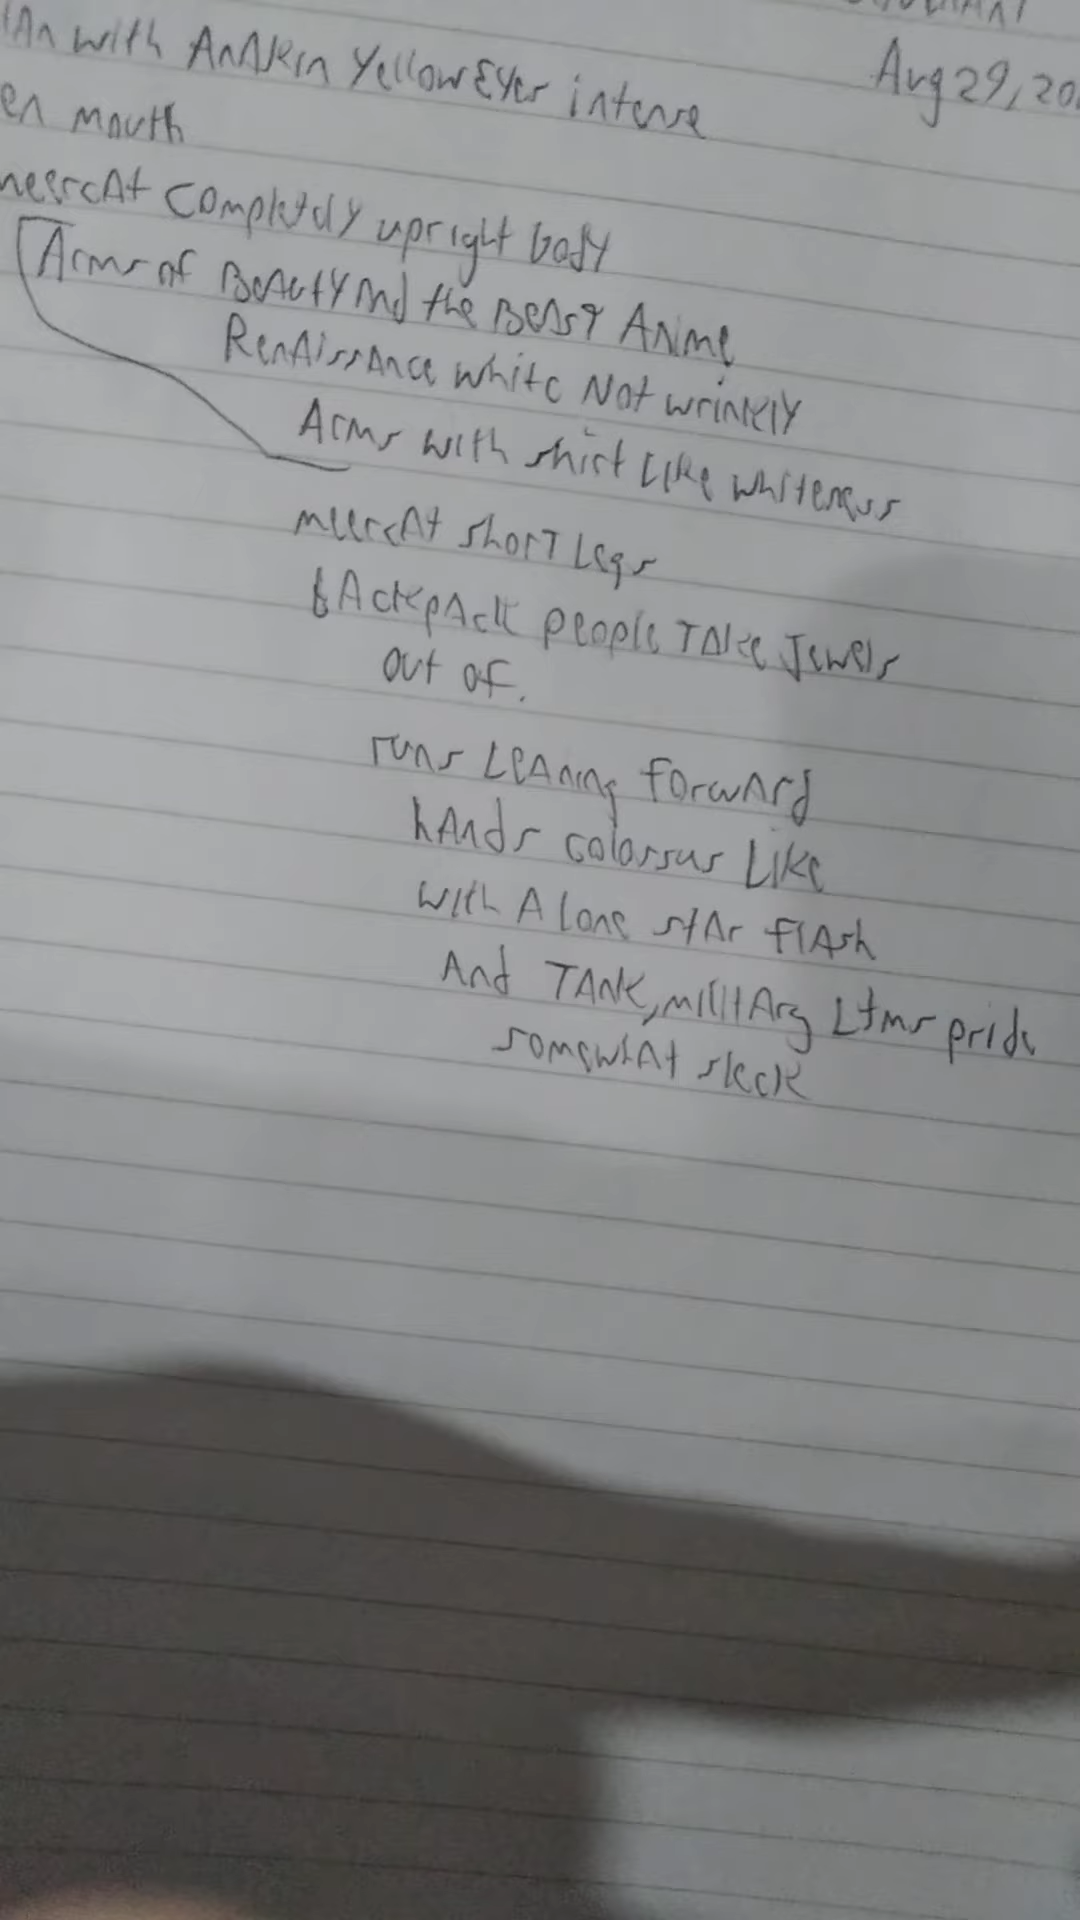 Aug 29, 20
An with Anakin Yellow Eyes intense
en mouth
meercat completely upright body
Arms of Beauty And the Beast Anime
Renaissance white Not wrinkly
Arms with shirt Like whiteness
meercat short Legs
bAckpAck people TAke Jewels
out of.
runs LeAning forward
hAnds colossus Like
with A lone stAr flAsh
And TAnk, military Ltms pride
somewhAt sleek